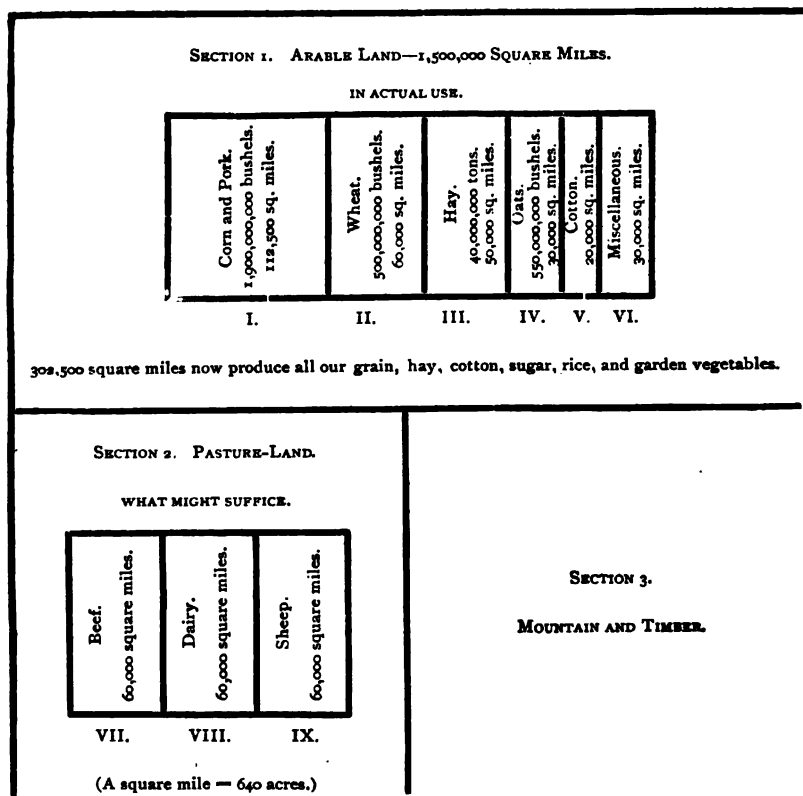 SECTION 1. ARABLE LAND—1,500,000 SQUARE MILES.
IN ACTUAL USE.
Corn and Pork.
1,900,000,000 bushels.
112,500 sq. miles.
Wheat.
500,000,000 bushels.
60,000 sq. miles.
Hay.
40,000,000 tons.
50,000 sq. miles.
Oats.
550,000,000 bushels.
30,000 sq. miles.
Cotton.
20,000 sq. miles.
Miscellaneous.
30,000 sq. miles.
I. II. III. IV. V. VI.
302,500 square miles now produce all our grain, hay, cotton, sugar, rice, and garden vegetables.
SECTION 2. PASTURE-LAND.
WHAT MIGHT SUFFICE.
Beef.
60,000 square miles.
Dairy.
60,000 square miles.
Sheep.
60,000 square miles.
VII. VIII. IX.
(A square mile — 640 acres.)
SECTION 3.
MOUNTAIN AND TIMBER.